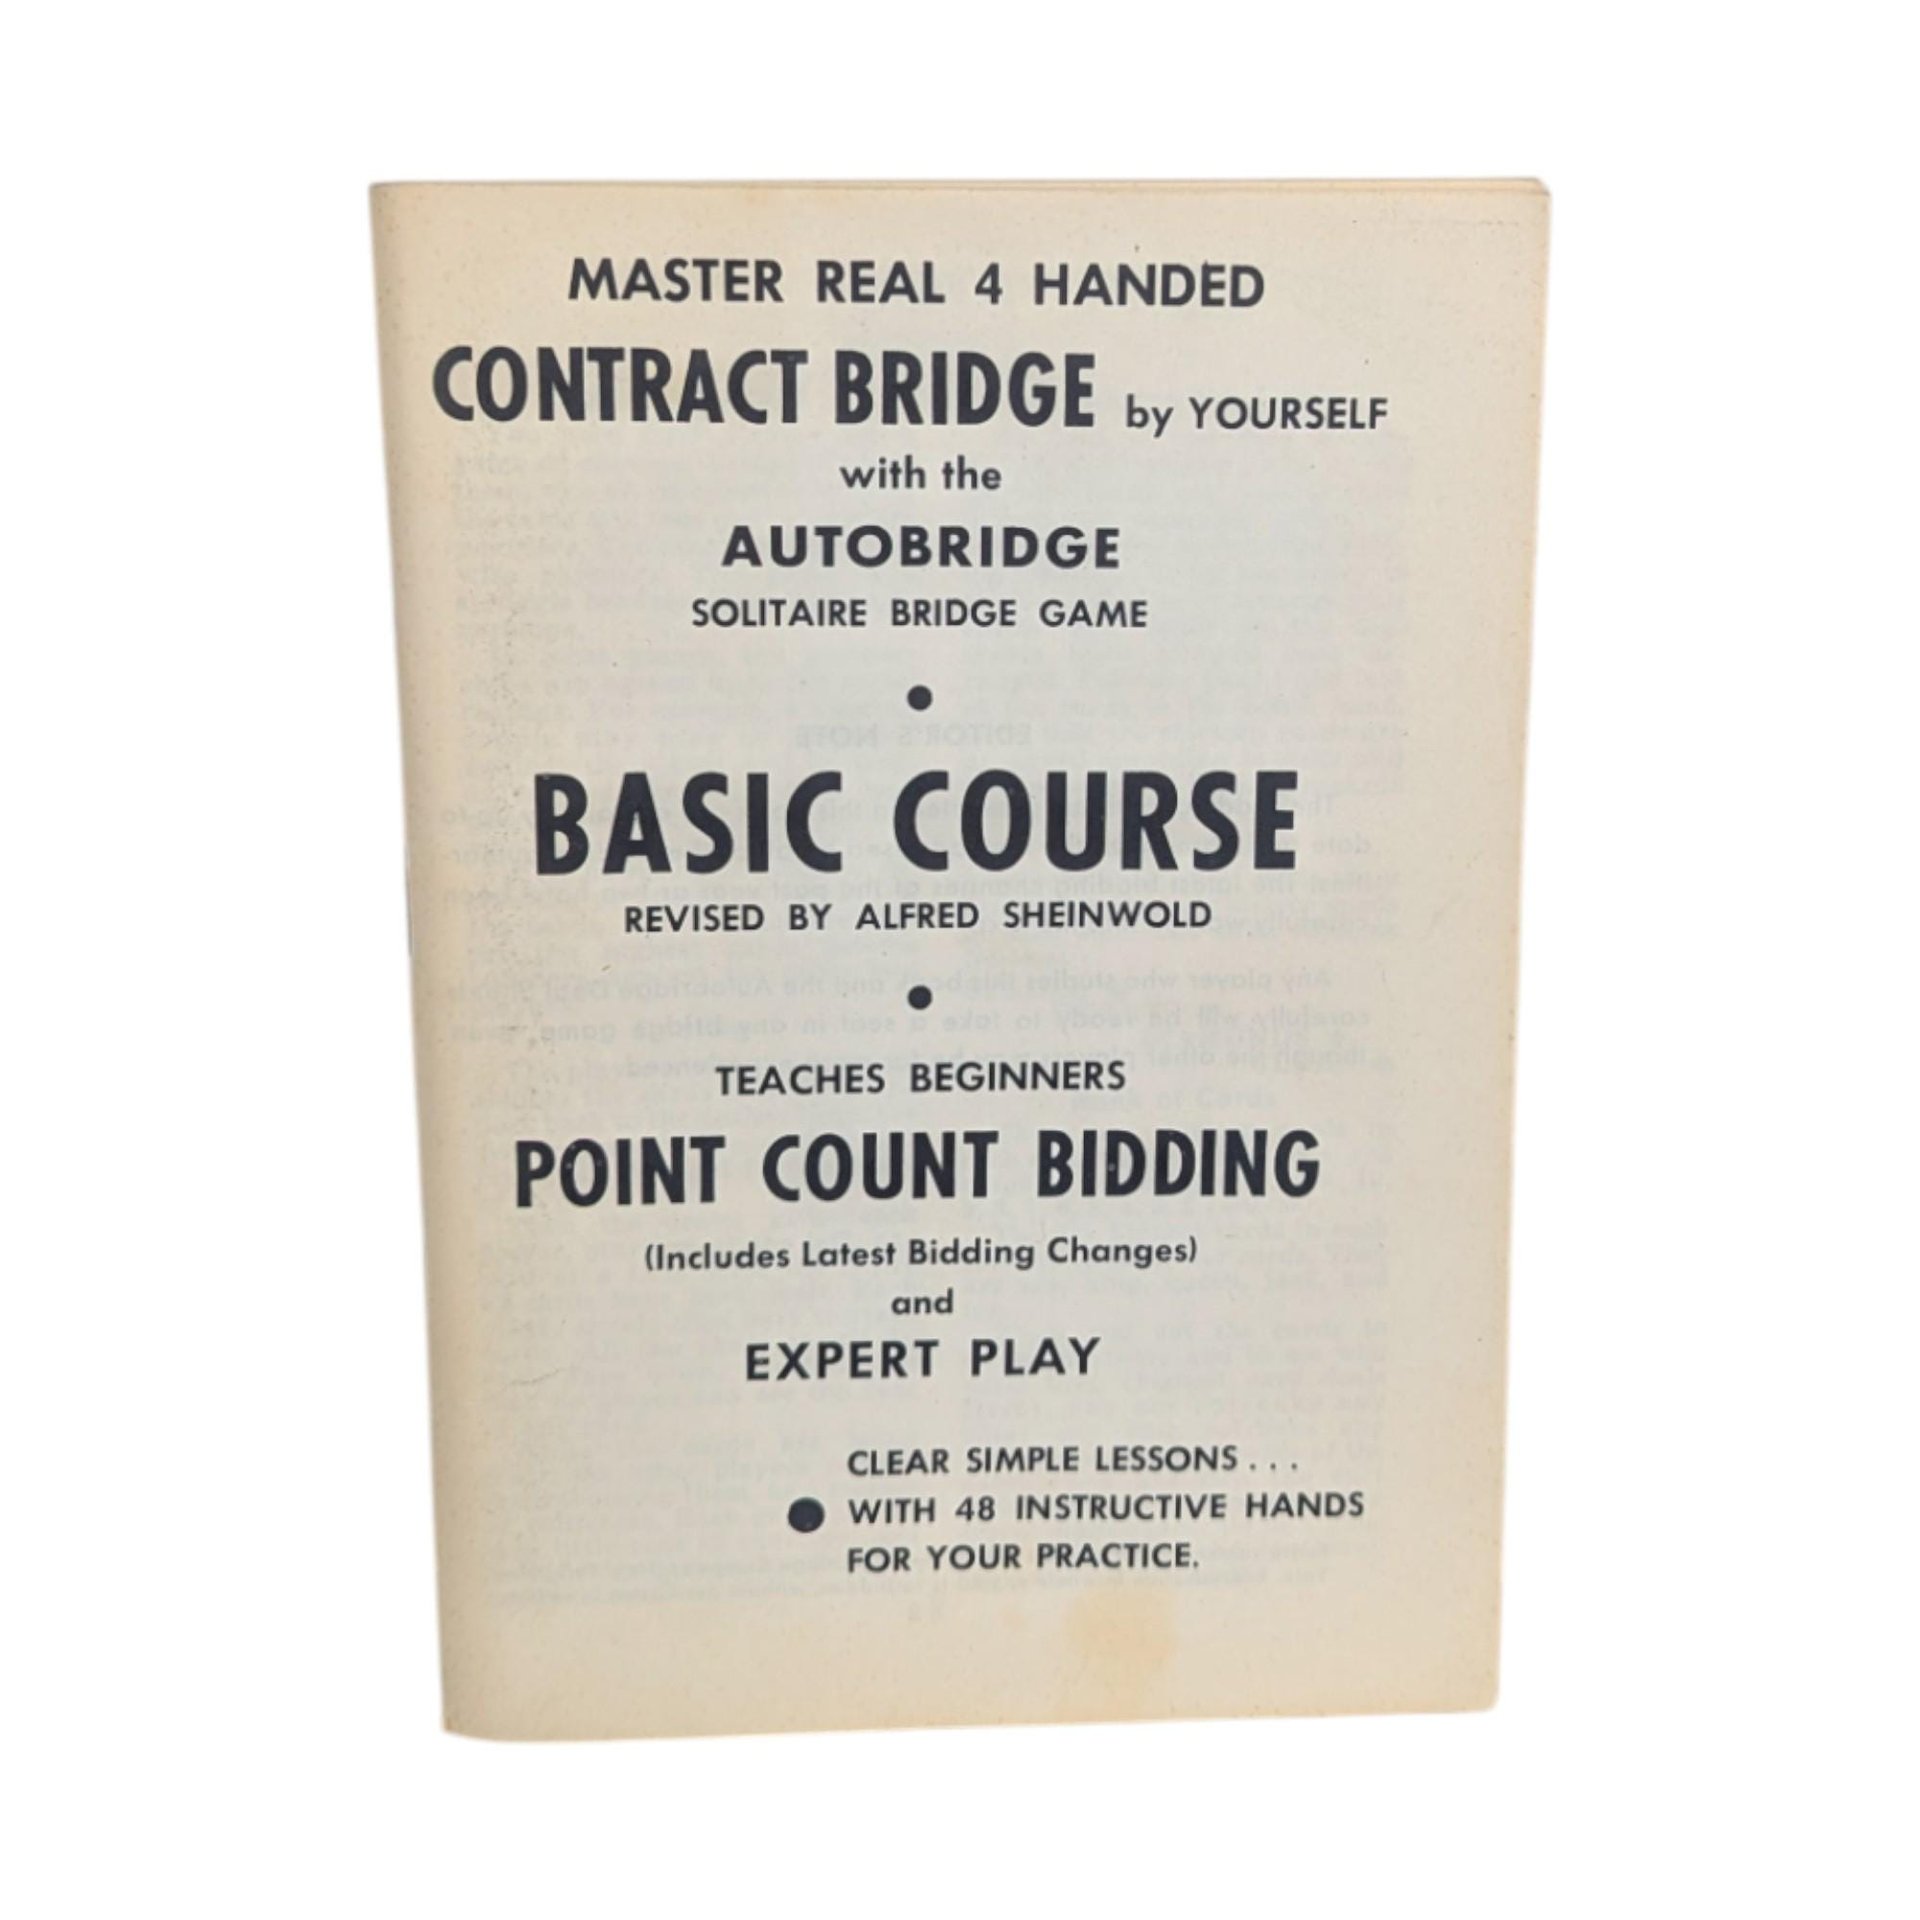 MASTER REAL 4 HANDED
CONTRACT BRIDGE by YOURSELF
with the
AUTOBRIDGE
SOLITAIRE BRIDGE GAME
●
BASIC COURSE
REVISED BY ALFRED SHEINWOLD
●
TEACHES BEGINNERS
POINT COUNT BIDDING
(Includes Latest Bidding Changes)
and
EXPERT PLAY
CLEAR SIMPLE LESSONS . . .
● WITH 48 INSTRUCTIVE HANDS
FOR YOUR PRACTICE.